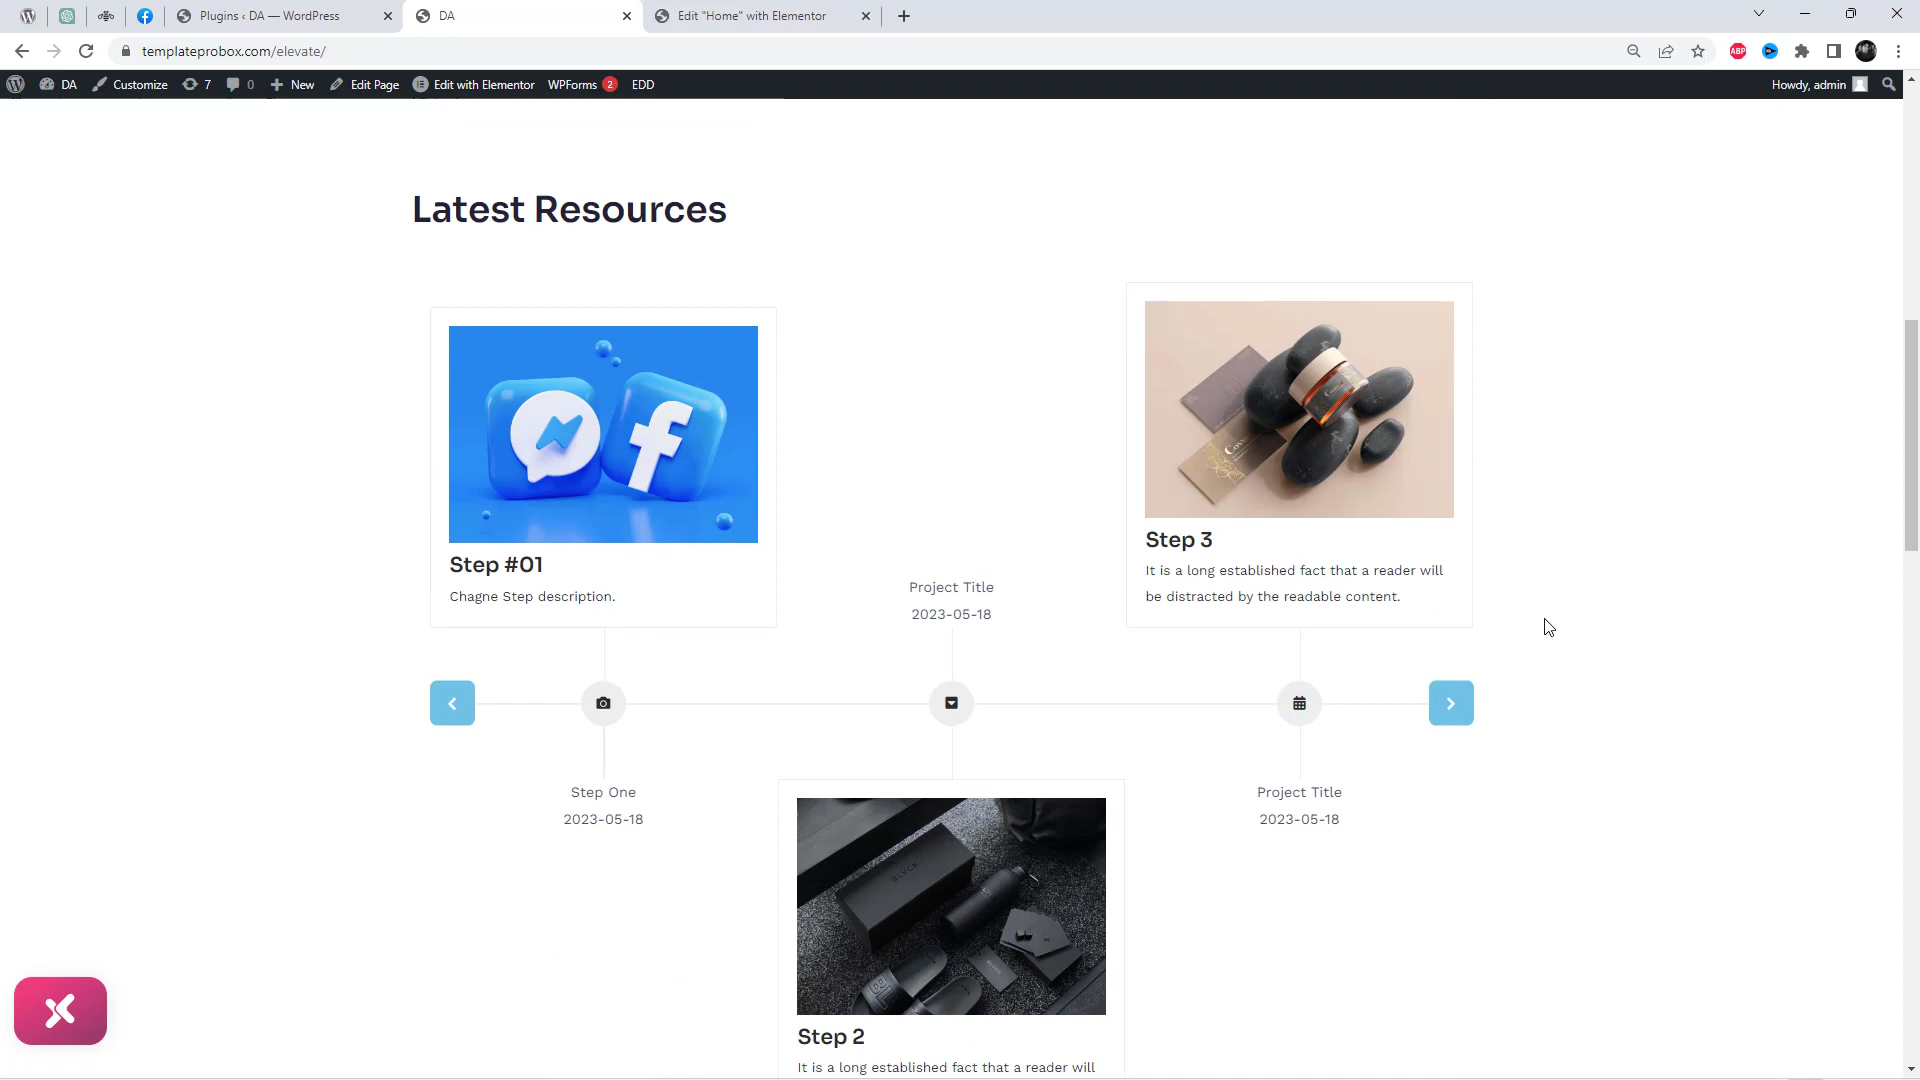 Plugins ‹ DA — WordPress
DA
Edit "Home" with Elementor
templateprobox.com/elevate/
ABP
DA
Customize
7
0
New
Edit Page
Edit with Elementor
WPForms 2
EDD
Howdy, admin
Latest Resources
Step #01
Chagne Step description.
Project Title
2023-05-18
Step 3
It is a long established fact that a reader will
be distracted by the readable content.
Step One
2023-05-18
Project Title
2023-05-18
BLVCK
Step 2
It is a long established fact that a reader will